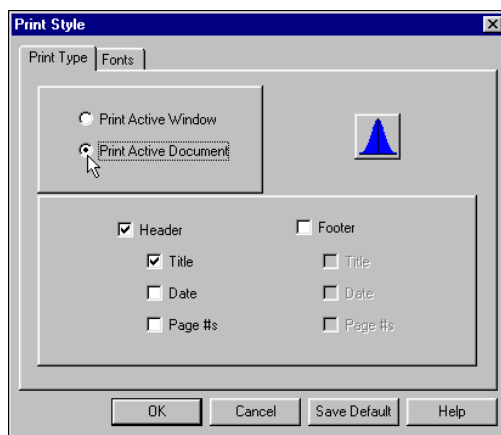 Print Style
Print Type Fonts
Print Active Window
Print Active Document
Header Footer
Title Title
Date Date
Page #s Page #s
OK Cancel Save Default Help